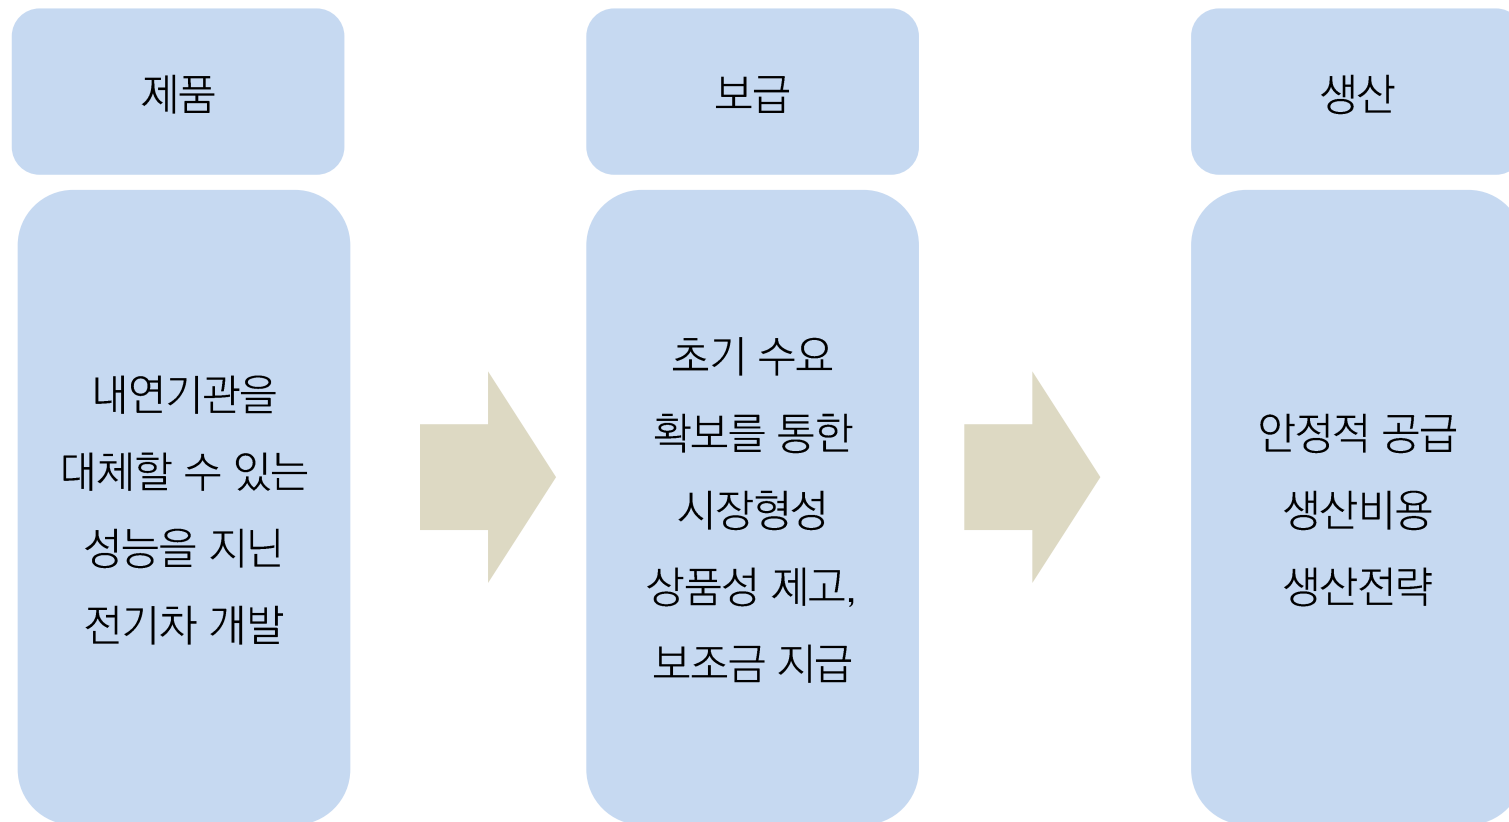 제품
보급
생산
내연기관을
대체할 수 있는
성능을 지닌
전기차 개발
초기 수요
확보를 통한
시장형성
상품성 제고,
보조금 지급
안정적 공급
생산비용
생산전략